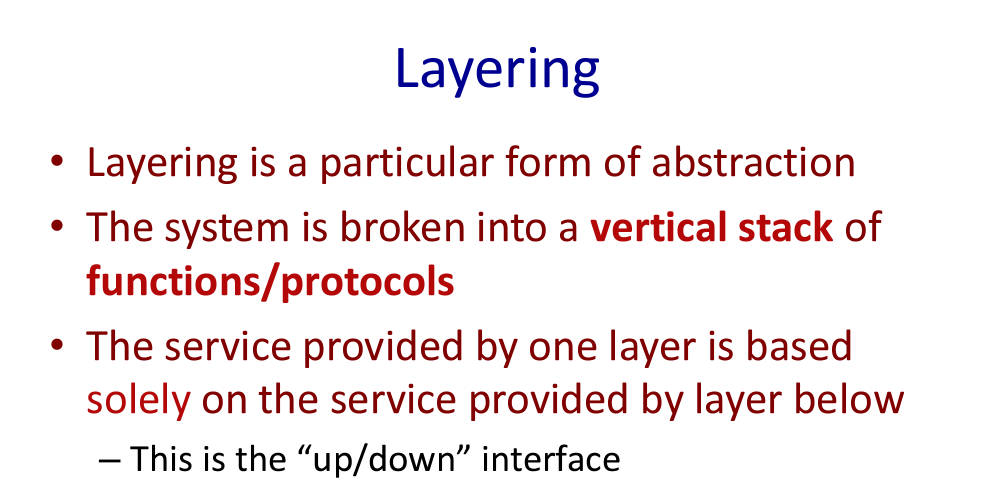 Layering
• Layering is a particular form of abstraction
• The system is broken into a vertical stack of
functions/protocols
• The service provided by one layer is based
solely on the service provided by layer below
– This is the “up/down” interface